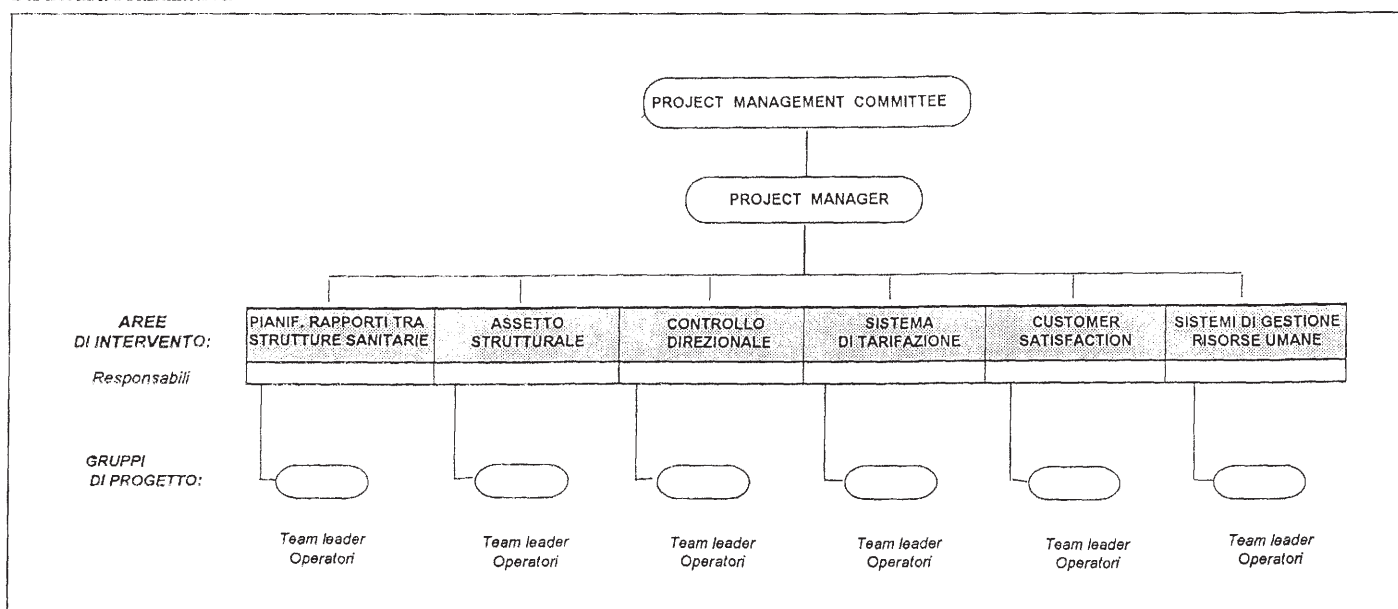 PROJECT MANAGEMENT COMMITTEE
PROJECT MANAGER
AREE
DI INTERVENTO:
PIANIF. RAPPORTI TRA
STRUTTURE SANITARIE
ASSETTO
STRUTTURALE
CONTROLLO
DIREZIONALE
SISTEMA
DI TARIFAZIONE
CUSTOMER
SATISFACTION
SISTEMI DI GESTIONE
RISORSE UMANE
Responsabili
GRUPPI
DI PROGETTO:
Team leader
Operatori
Team leader
Operatori
Team leader
Operatori
Team leader
Operatori
Team leader
Operatori
Team leader
Operatori